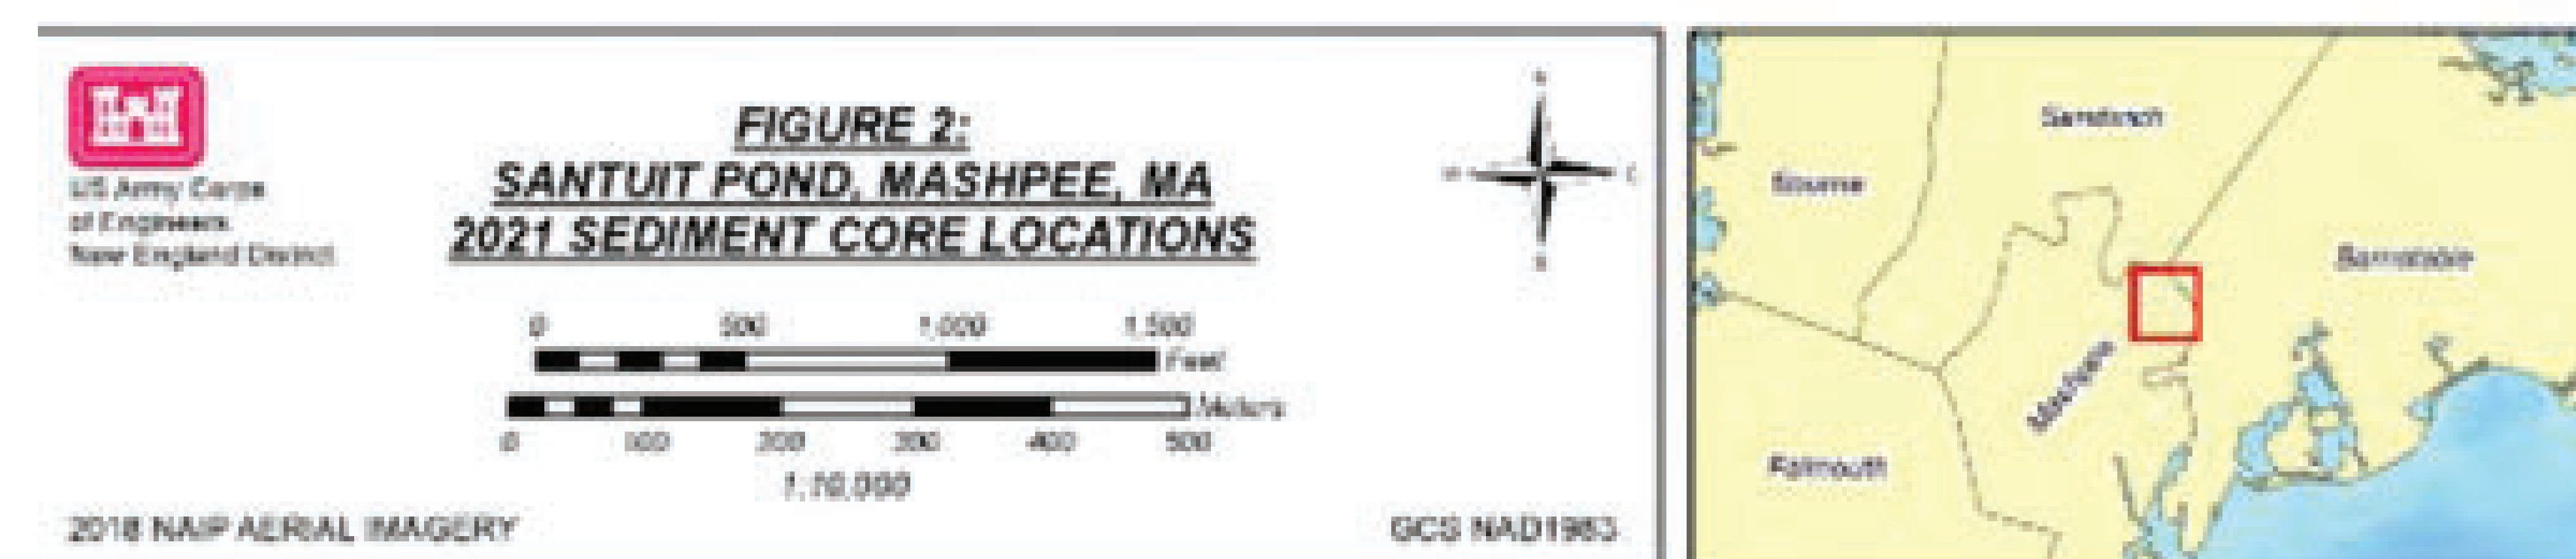 US Army Corps
of Engineers
New England District
FIGURE 2:
SANTUIT POND, MASHPEE, MA
2021 SEDIMENT CORE LOCATIONS
0 500 1,000 1,500
Feet
Meters
0 100 200 300 400 500
1:10,000
2018 NAIP AERIAL IMAGERY
GCS NAD1983
N
W E
S
Sandwich
Bourne
Barnstable
Mashpee
Falmouth